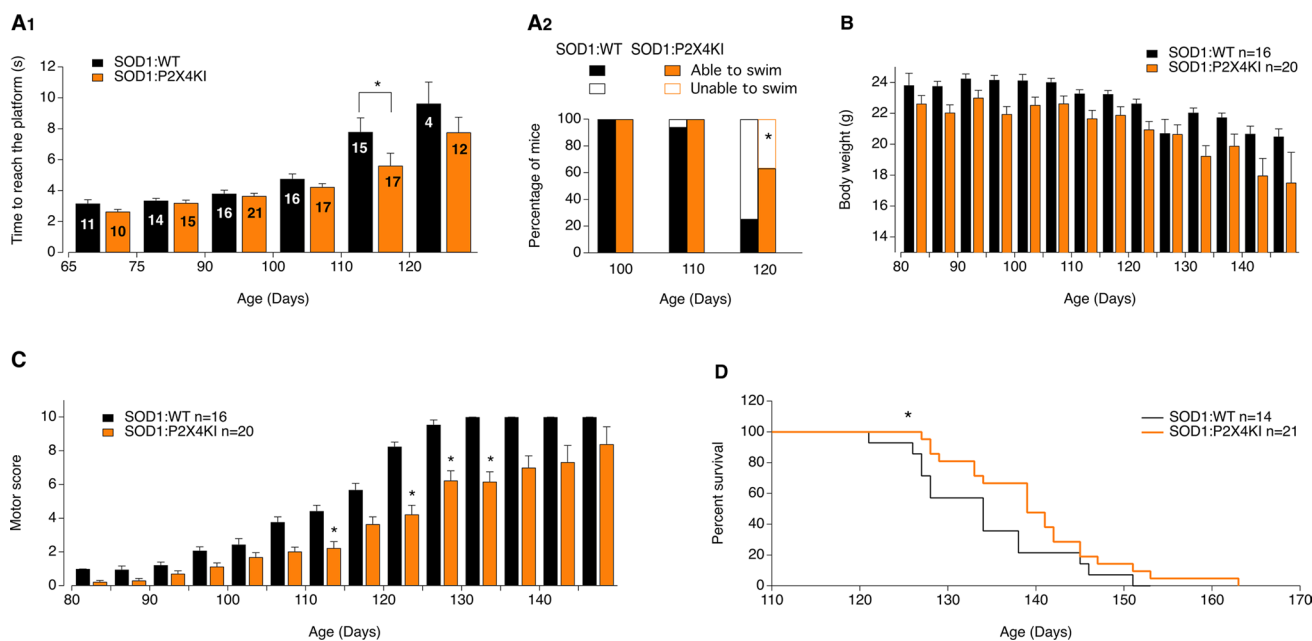 A1
SOD1:WT
SOD1:P2X4KI
Time to reach the platform (s)
12
10
8
6
4
2
0
*
11
10
14
15
16
21
16
17
15
17
4
12
65 75 90 100 110 120
Age (Days)
A2
SOD1:WT SOD1:P2X4KI
Able to swim
Unable to swim
Percentage of mice
100
80
60
40
20
0
*
100 110 120
Age (Days)
B
SOD1:WT n=16
SOD1:P2X4KI n=20
Body weight (g)
24
22
20
18
16
14
80 90 100 110 120 130 140
Age (Days)
C
SOD1:WT n=16
SOD1:P2X4KI n=20
Motor score
10
8
6
4
2
0
* * * *
80 90 100 110 120 130 140
Age (Days)
D
SOD1:WT n=14
SOD1:P2X4KI n=21
Percent survival
120
100
80
60
40
20
0
*
110 120 130 140 150 160 170
Age (Days)